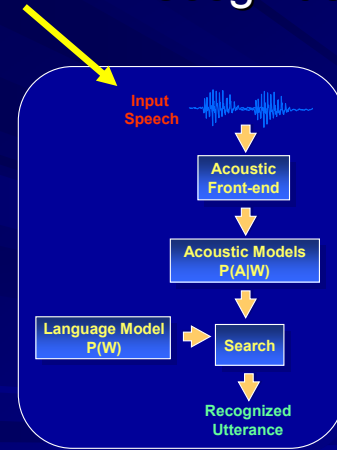 Input
Speech
Acoustic
Front-end
Acoustic Models
P(A|W)
Language Model
P(W)
Search
Recognized
Utterance